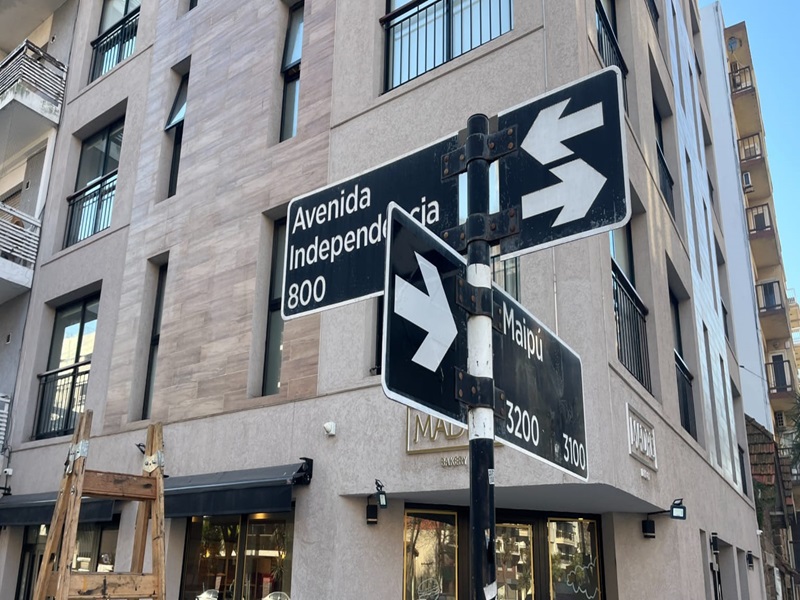 Avenida
Independencia
800
Maipú
3200 3100
BAKERY